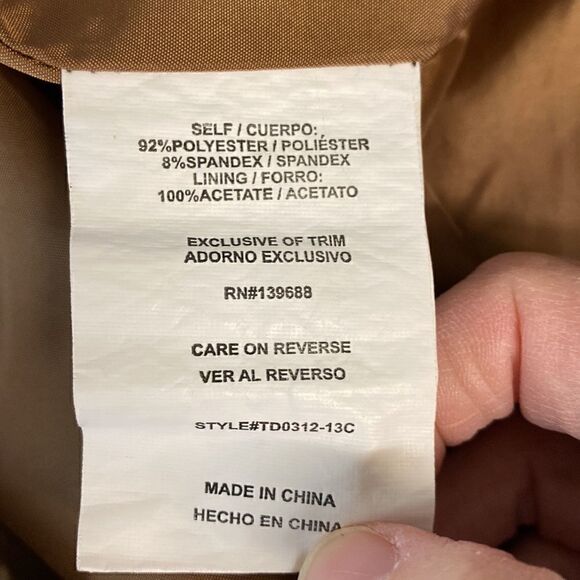 SELF / CUERPO:
92%POLYESTER / POLIÉSTER
8%SPANDEX / SPANDEX
LINING / FORRO:
100%ACETATE / ACETATO
EXCLUSIVE OF TRIM
ADORNO EXCLUSIVO
RN#139688
CARE ON REVERSE
VER AL REVERSO
STYLE#TD0312-13C
MADE IN CHINA
HECHO EN CHINA